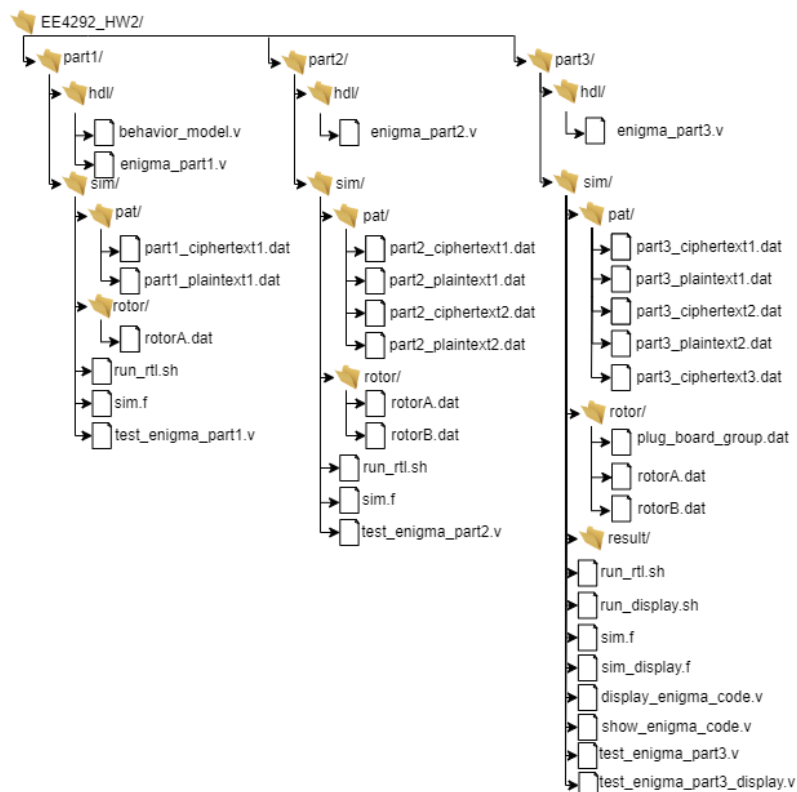 EE4292_HW2/
part1/
hdl/
behavior_model.v
enigma_part1.v
sim/
pat/
part1_ciphertext1.dat
part1_plaintext1.dat
rotor/
rotorA.dat
run_rtl.sh
sim.f
test_enigma_part1.v
part2/
hdl/
enigma_part2.v
sim/
pat/
part2_ciphertext1.dat
part2_plaintext1.dat
part2_ciphertext2.dat
part2_plaintext2.dat
rotor/
rotorA.dat
rotorB.dat
run_rtl.sh
sim.f
test_enigma_part2.v
part3/
hdl/
enigma_part3.v
sim/
pat/
part3_ciphertext1.dat
part3_plaintext1.dat
part3_ciphertext2.dat
part3_plaintext2.dat
part3_ciphertext3.dat
rotor/
plug_board_group.dat
rotorA.dat
rotorB.dat
result/
run_rtl.sh
run_display.sh
sim.f
sim_display.f
display_enigma_code.v
show_enigma_code.v
test_enigma_part3.v
test_enigma_part3_display.v